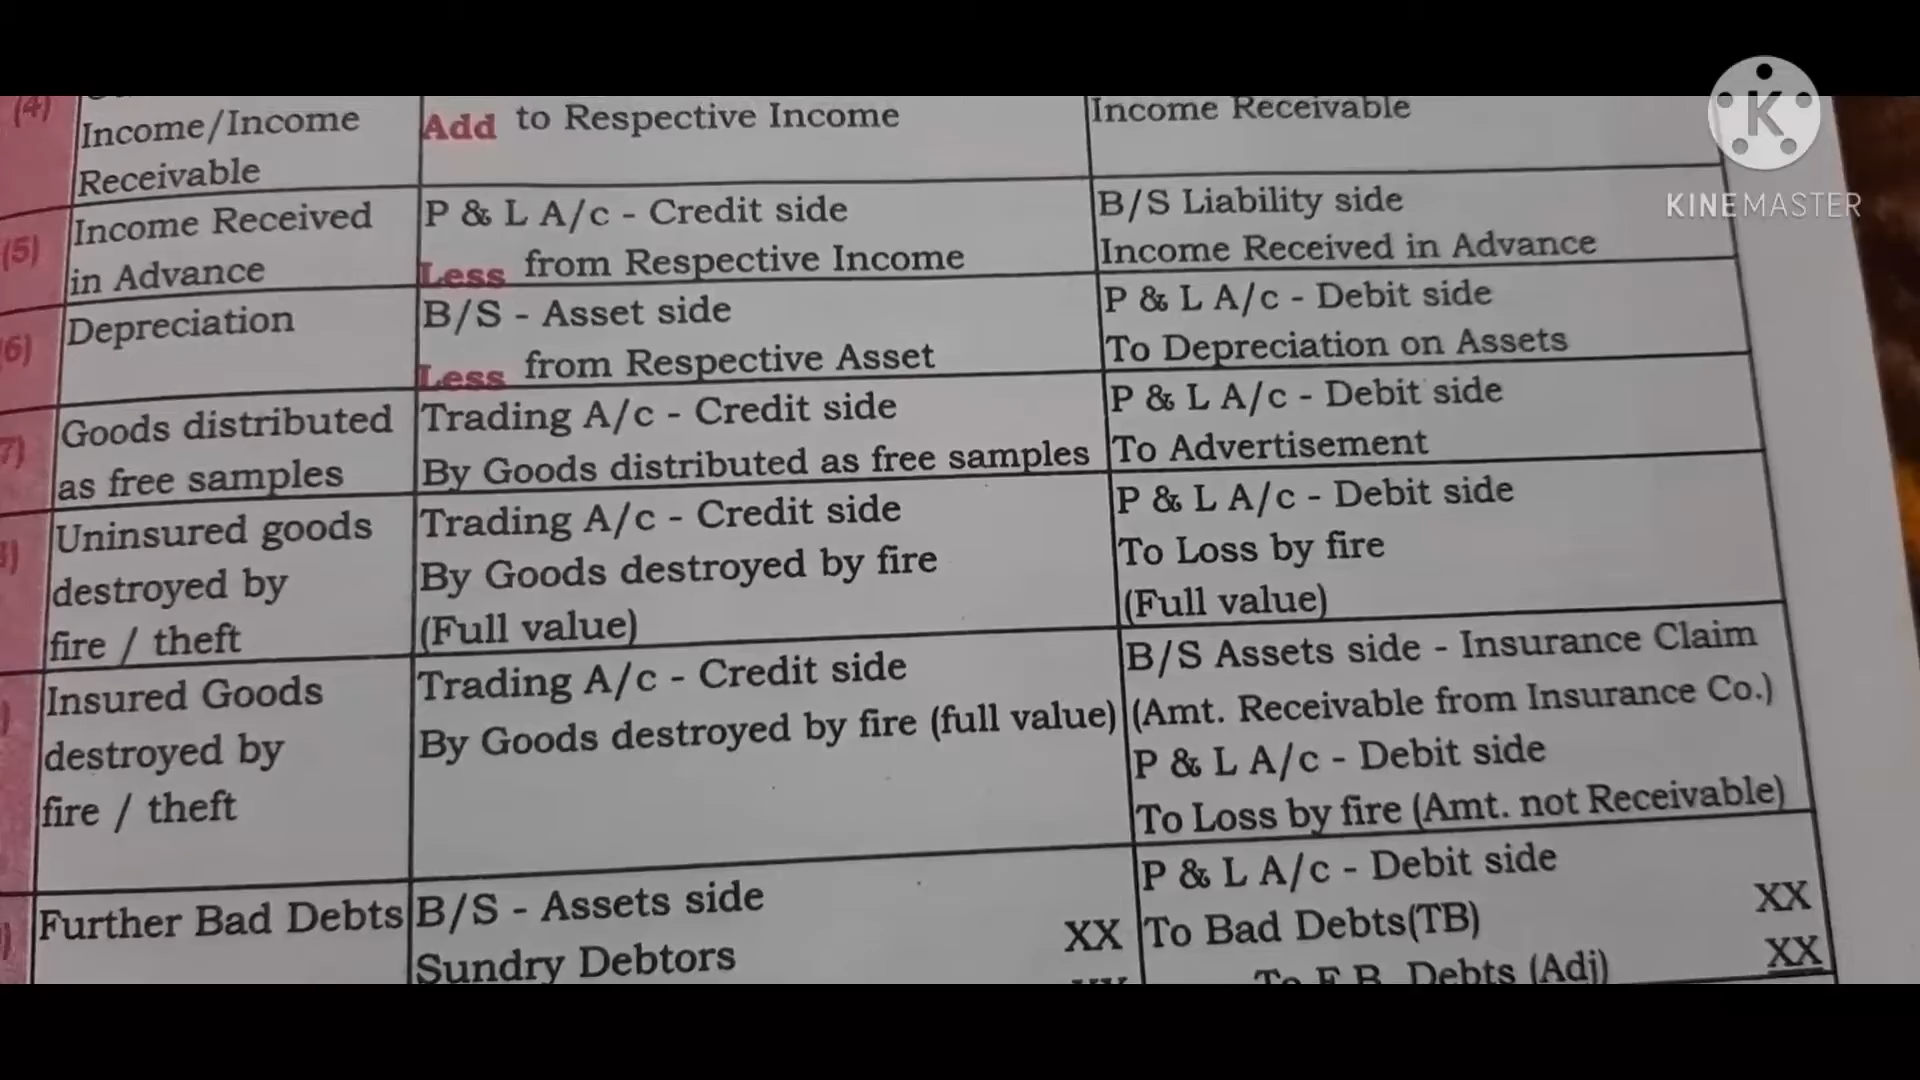 (4)
Income/Income
Receivable
Add to Respective Income
Income Receivable
(5)
Income Received
in Advance
P & L A/c - Credit side
Less from Respective Income
B/S Liability side
Income Received in Advance
6)
Depreciation
B/S - Asset side
Less from Respective Asset
P & L A/c - Debit side
To Depreciation on Assets
7)
Goods distributed
as free samples
Trading A/c - Credit side
By Goods distributed as free samples
P & L A/c - Debit side
To Advertisement
Uninsured goods
destroyed by
fire / theft
Trading A/c - Credit side
By Goods destroyed by fire
(Full value)
P & L A/c - Debit side
To Loss by fire
(Full value)
Insured Goods
destroyed by
fire / theft
Trading A/c - Credit side
By Goods destroyed by fire (full value)
B/S Assets side - Insurance Claim
(Amt. Receivable from Insurance Co.)
P & L A/c - Debit side
To Loss by fire (Amt. not Receivable)
Further Bad Debts
B/S - Assets side
Sundry Debtors XX
P & L A/c - Debit side
To Bad Debts(TB) XX
To F.B. Debts (Adj) XX
K
KINEMASTER